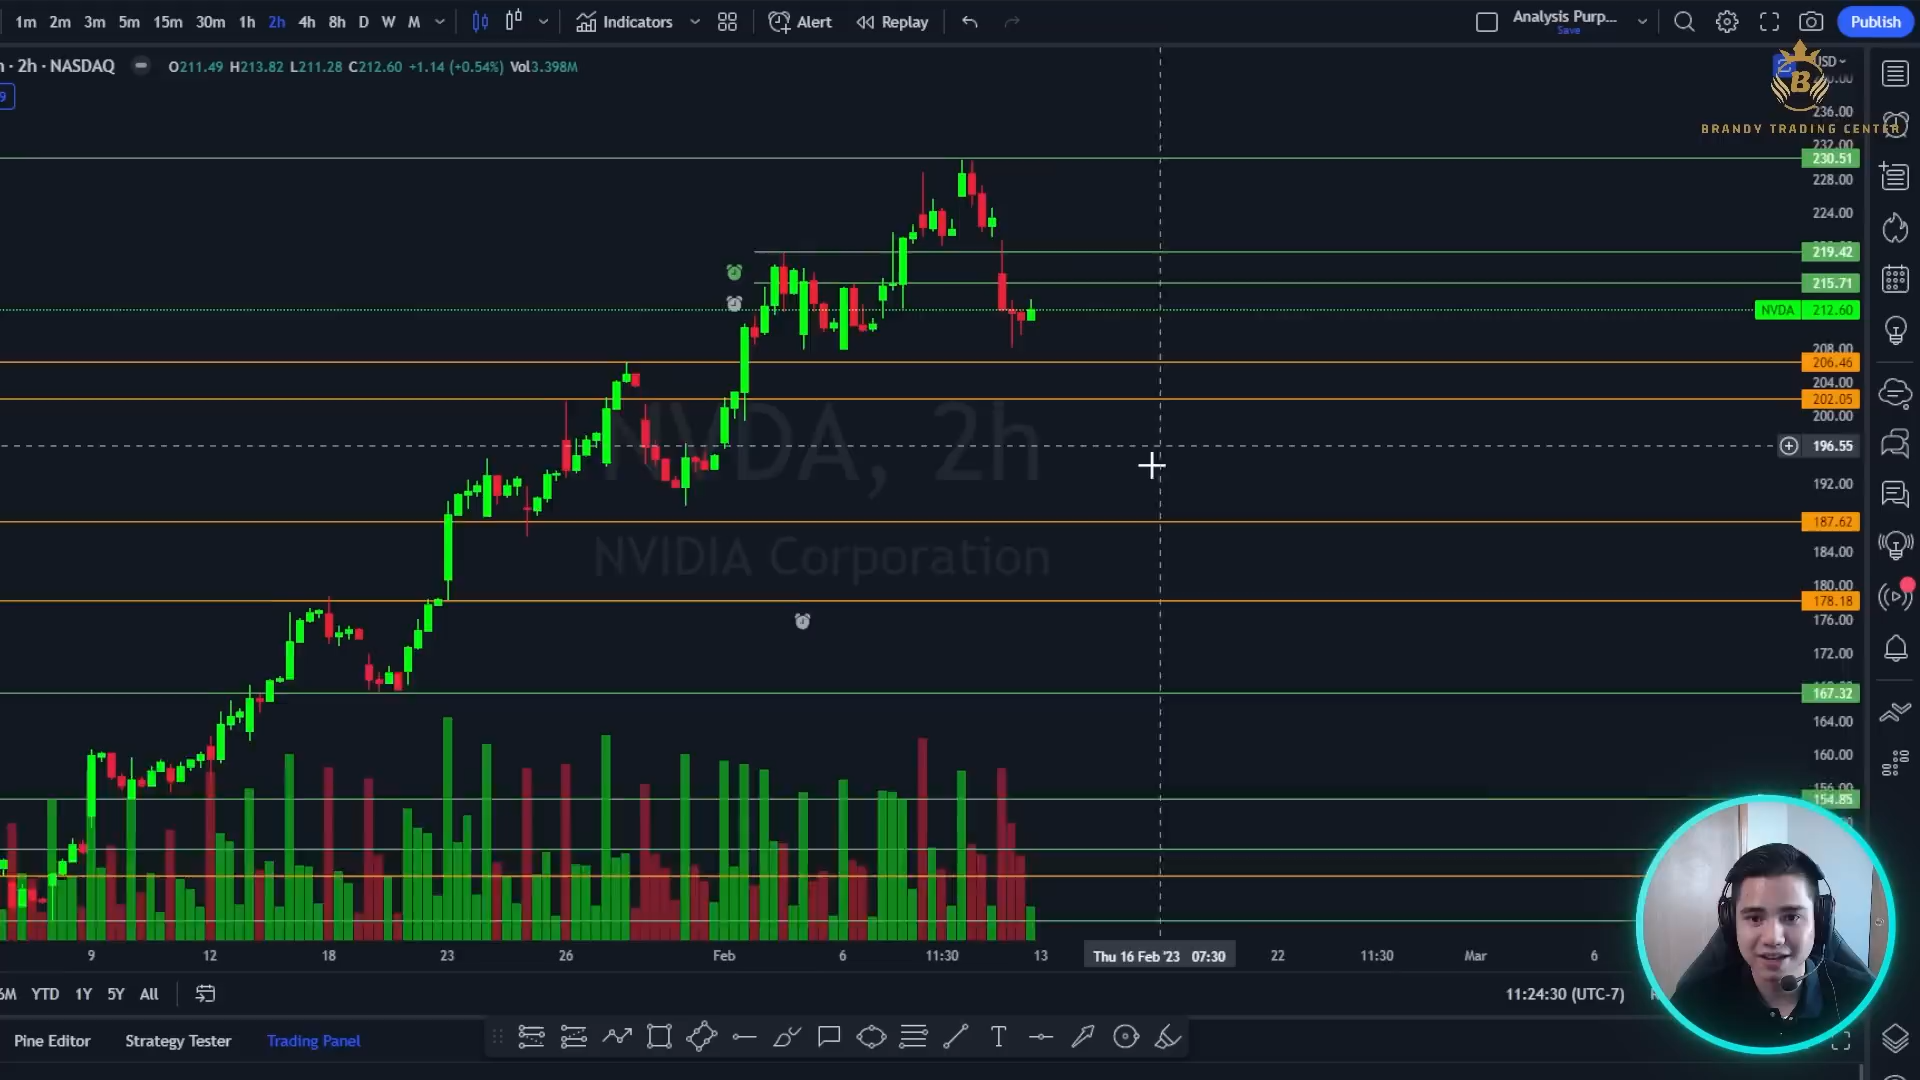 1m 2m 3m 5m 15m 30m 1h 2h 4h 8h D W M Indicators Alert Replay Analysis Purp... Publish
Save
· 2h · NASDAQ O211.49 H213.82 L211.28 C212.60 +1.14 (+0.54%) Vol3.398M
9
B
BRANDY TRADING CENTER
236.00
232.00
230.51
228.00
224.00
219.42
215.71
NVDA 212.60
208.00
206.46
204.00
202.05
200.00
196.55
192.00
187.62
184.00
180.00
178.18
176.00
172.00
167.32
164.00
160.00
156.00
154.85
NVDA, 2h
NVIDIA Corporation
9 12 18 23 26 Feb 6 11:30 13 Thu 16 Feb '23 07:30 22 11:30 Mar 6
6M YTD 1Y 5Y All 11:24:30 (UTC-7)
Pine Editor Strategy Tester Trading Panel